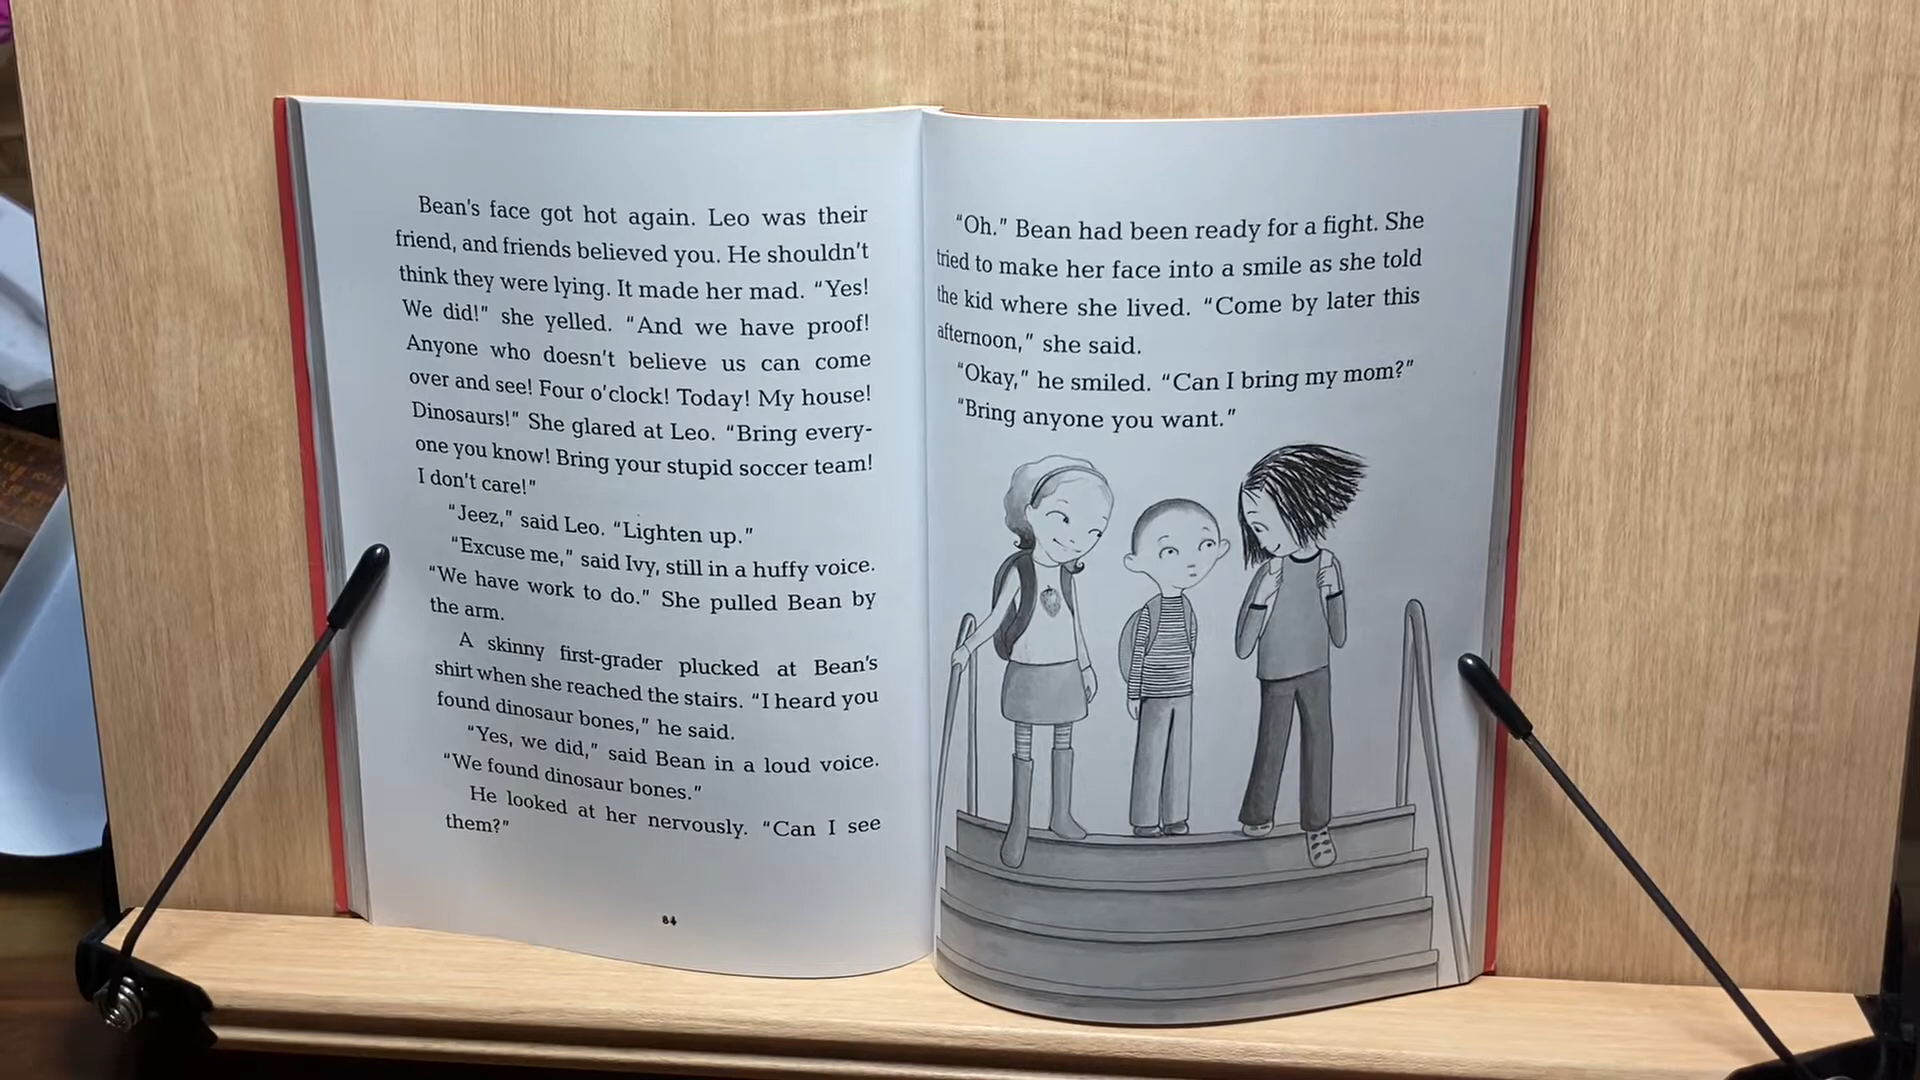 Bean's face got hot again. Leo was their
friend, and friends believed you. He shouldn't
think they were lying. It made her mad. “Yes!
We did!” she yelled. “And we have proof!
Anyone who doesn't believe us can come
over and see! Four o'clock! Today! My house!
Dinosaurs!” She glared at Leo. “Bring every-
one you know! Bring your stupid soccer team!
I don't care!”
“Jeez,” said Leo. “Lighten up.”
“Excuse me,” said Ivy, still in a huffy voice.
“We have work to do.” She pulled Bean by
the arm.
A skinny first-grader plucked at Bean's
shirt when she reached the stairs. “I heard you
found dinosaur bones,” he said.
“Yes, we did,” said Bean in a loud voice.
“We found dinosaur bones.”
He looked at her nervously. “Can I see
them?”
84
“Oh.” Bean had been ready for a fight. She
tried to make her face into a smile as she told
the kid where she lived. “Come by later this
afternoon,” she said.
“Okay,” he smiled. “Can I bring my mom?”
“Bring anyone you want.”